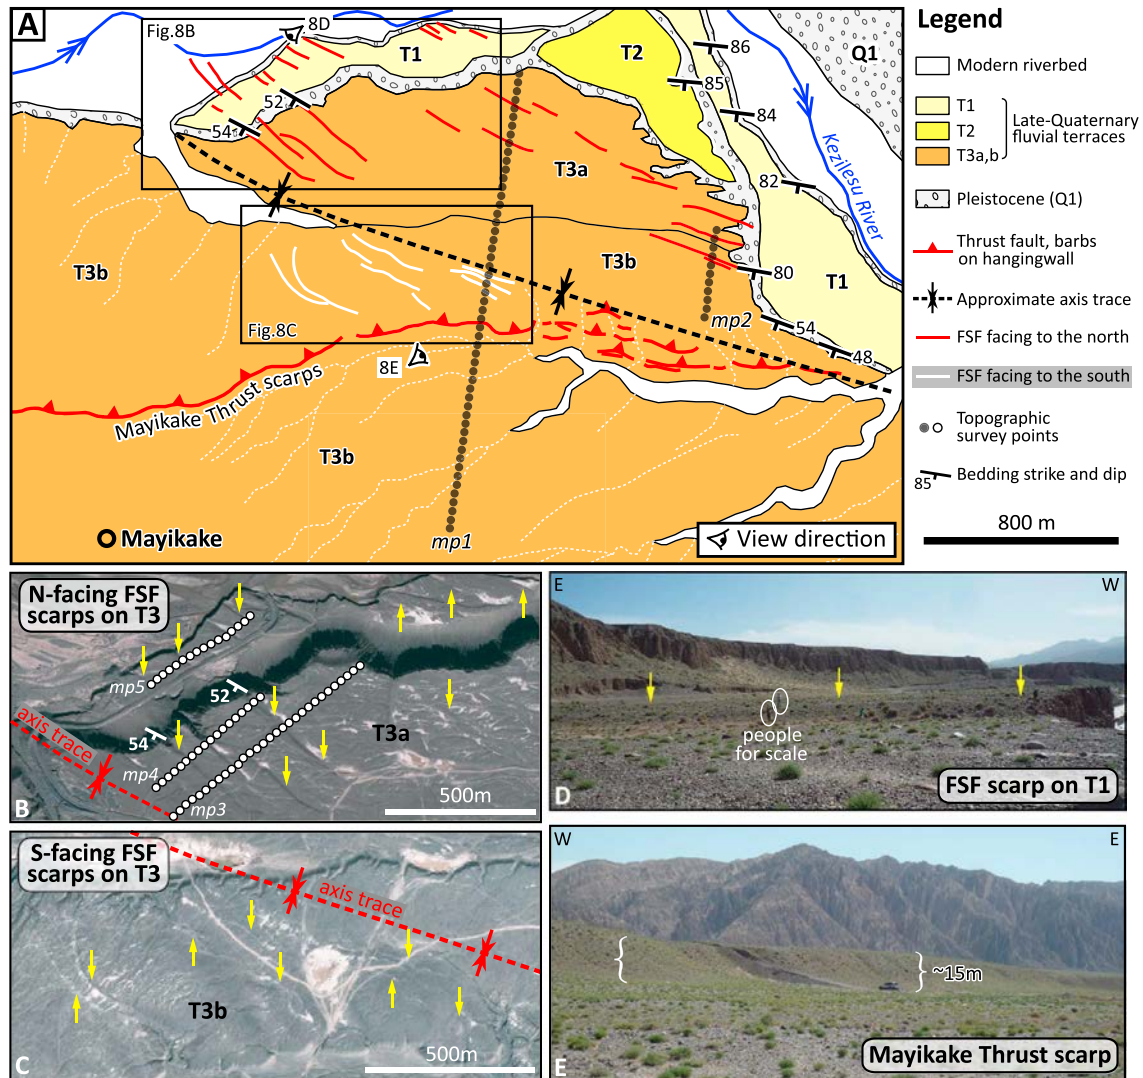 A
Fig.8B
8D
T1
T2
86
Q1
85
84
52
54
T3a
82
Kezilesu River
T3b
T3b
80
T1
mp2
54
48
Fig.8C
8E
Mayikake Thrust scarps
T3b
Mayikake
mp1
View direction
Legend
Modern riverbed
T1
T2
T3a,b
Late-Quaternary
fluvial terraces
Pleistocene (Q1)
Thrust fault, barbs
on hangingwall
Approximate axis trace
FSF facing to the north
FSF facing to the south
Topographic
survey points
85
Bedding strike and dip
800 m
N-facing FSF
scarps on T3
mp5
52
54
axis trace
mp4
mp3
T3a
500m
B
E
W
people
for scale
D
FSF scarp on T1
S-facing FSF
scarps on T3
axis trace
T3b
500m
C
W
E
~15m
E
Mayikake Thrust scarp